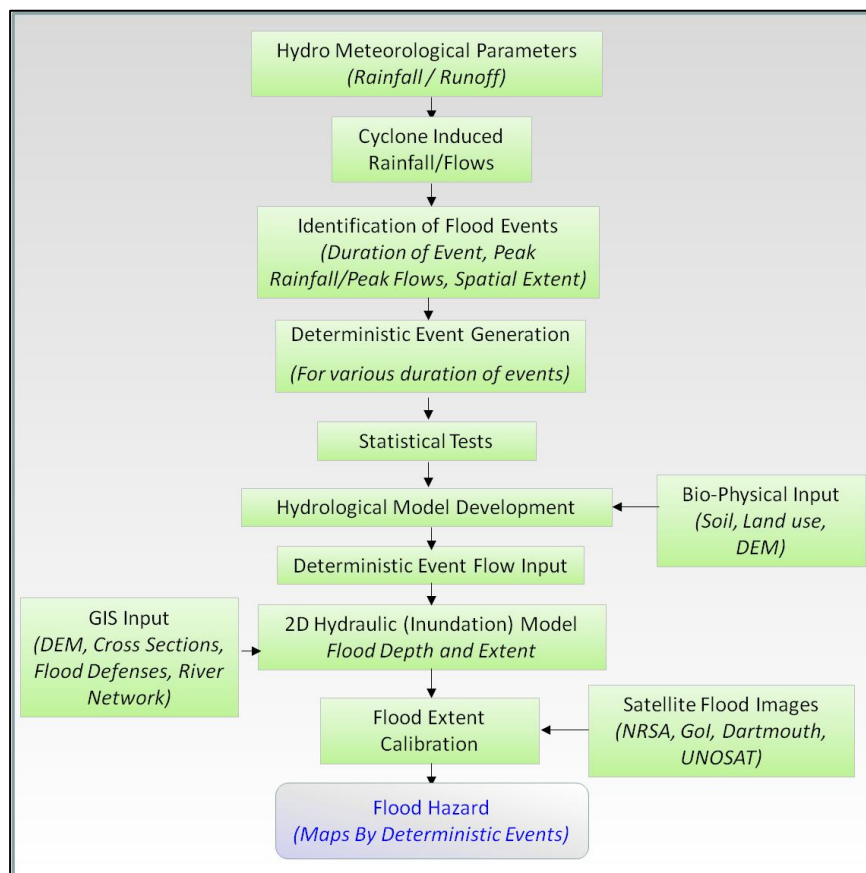 Hydro Meteorological Parameters
(Rainfall / Runoff)
Cyclone Induced
Rainfall/Flows
Identification of Flood Events
(Duration of Event, Peak
Rainfall/Peak Flows, Spatial Extent)
Deterministic Event Generation
(For various duration of events)
Statistical Tests
Hydrological Model Development
Bio-Physical Input
(Soil, Land use,
DEM)
Deterministic Event Flow Input
GIS Input
(DEM, Cross Sections,
Flood Defenses, River
Network)
2D Hydraulic (Inundation) Model
Flood Depth and Extent
Flood Extent
Calibration
Satellite Flood Images
(NRSA, GoI, Dartmouth,
UNOSAT)
Flood Hazard
(Maps By Deterministic Events)